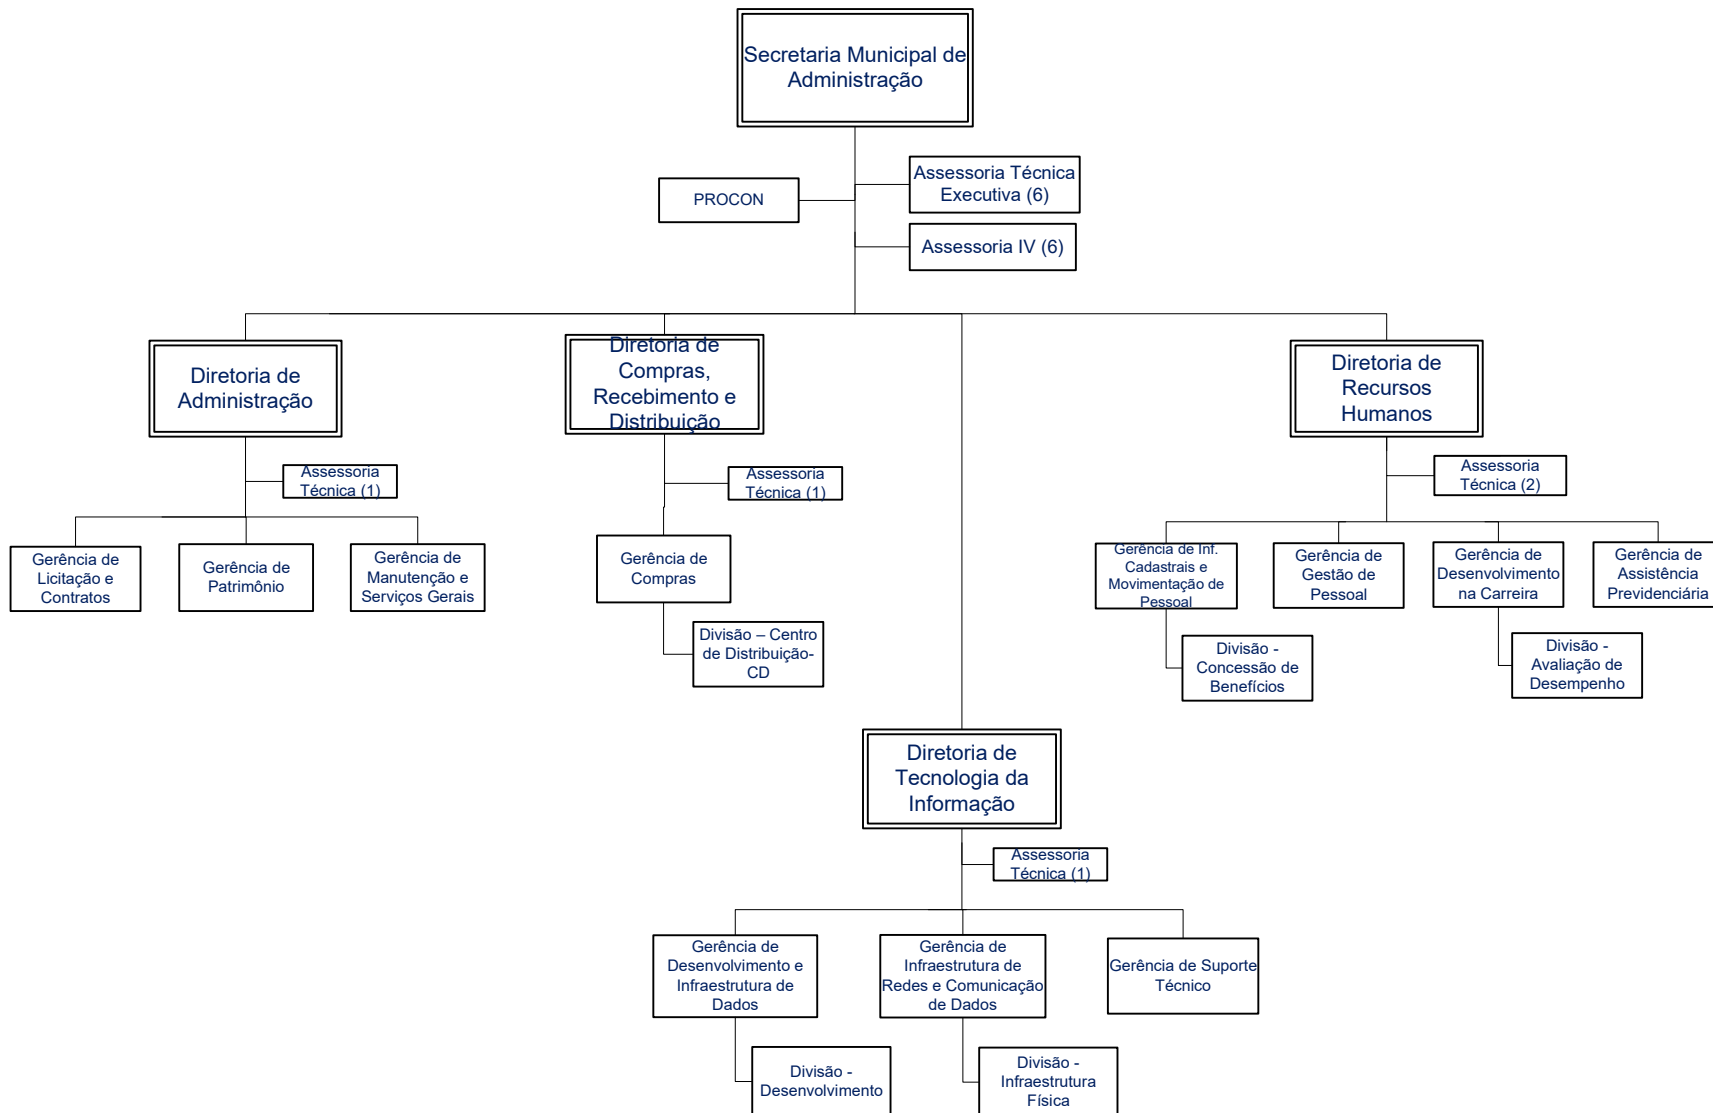 Secretaria Municipal de
Administração
PROCON
Assessoria Técnica
Executiva (6)
Assessoria IV (6)
Diretoria de
Administração
Diretoria de
Compras,
Recebimento e
Distribuição
Diretoria de
Recursos
Humanos
Assessoria
Técnica (1)
Assessoria
Técnica (1)
Assessoria
Técnica (2)
Gerência de
Licitação e
Contratos
Gerência de
Patrimônio
Gerência de
Manutenção e
Serviços Gerais
Gerência de
Compras
Divisão – Centro
de Distribuição-
CD
Gerência de Inf.
Cadastrais e
Movimentação de
Pessoal
Gerência de
Gestão de
Pessoal
Gerência de
Desenvolvimento
na Carreira
Gerência de
Assistência
Previdenciária
Divisão -
Concessão de
Benefícios
Divisão -
Avaliação de
Desempenho
Diretoria de
Tecnologia da
Informação
Assessoria
Técnica (1)
Gerência de
Desenvolvimento e
Infraestrutura de
Dados
Gerência de
Infraestrutura de
Redes e Comunicação
de Dados
Gerência de Suporte
Técnico
Divisão -
Desenvolvimento
Divisão -
Infraestrutura
Física